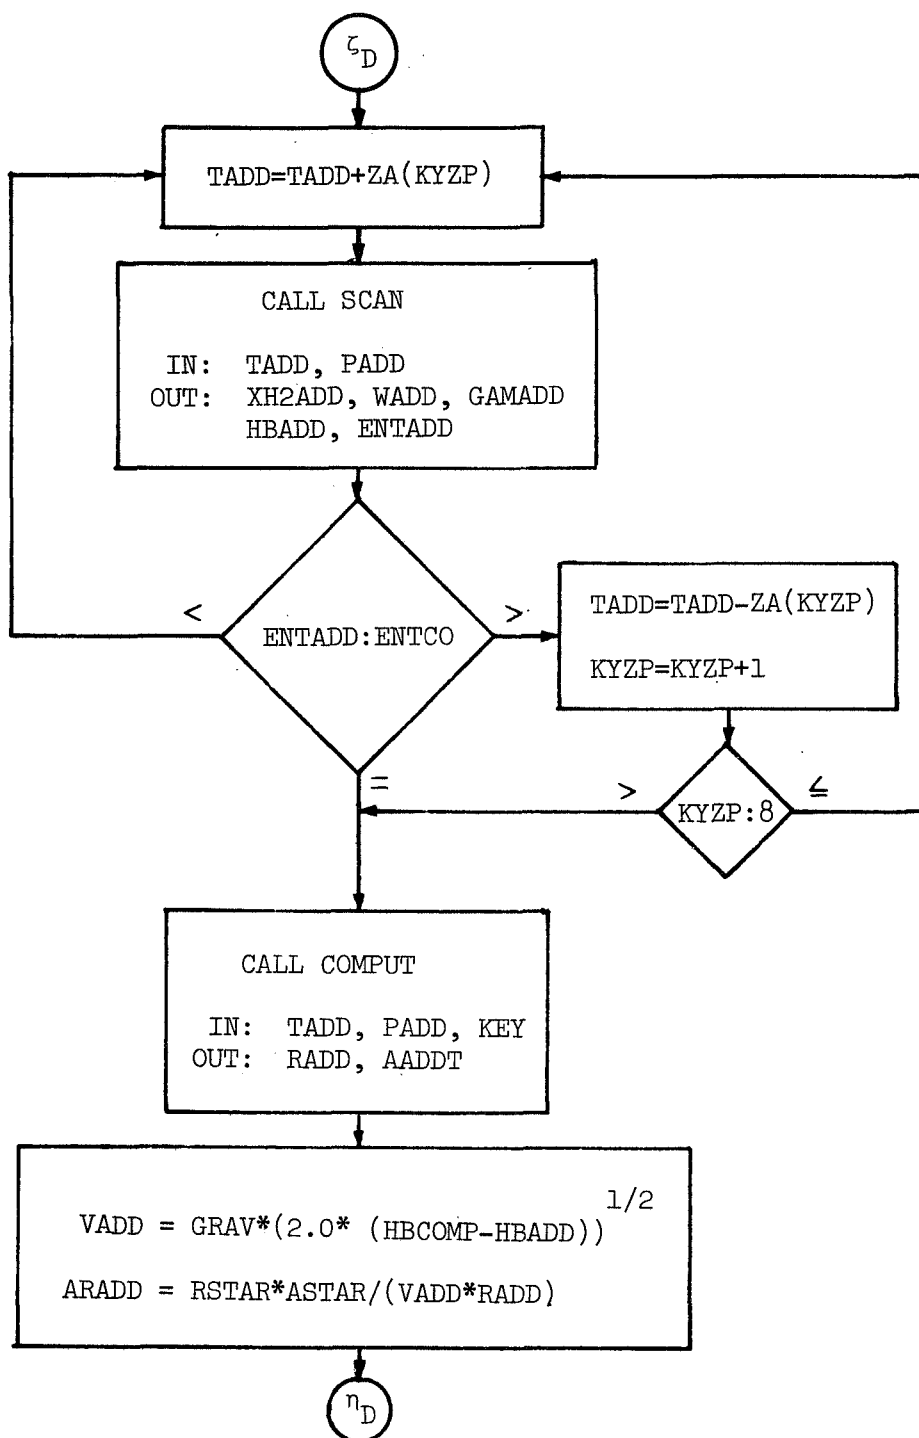 ζD
TADD=TADD+ZA(KYZP)
CALL SCAN
IN: TADD, PADD
OUT: XH2ADD, WADD, GAMADD
HBADD, ENTADD
<
ENTADD:ENTCO
>
=
TADD=TADD-ZA(KYZP)
KYZP=KYZP+1
>
KYZP:8
≤
CALL COMPUT
IN: TADD, PADD, KEY
OUT: RADD, AADDT
VADD = GRAV*(2.0* (HBCOMP-HBADD))1/2
ARADD = RSTAR*ASTAR/(VADD*RADD)
ηD